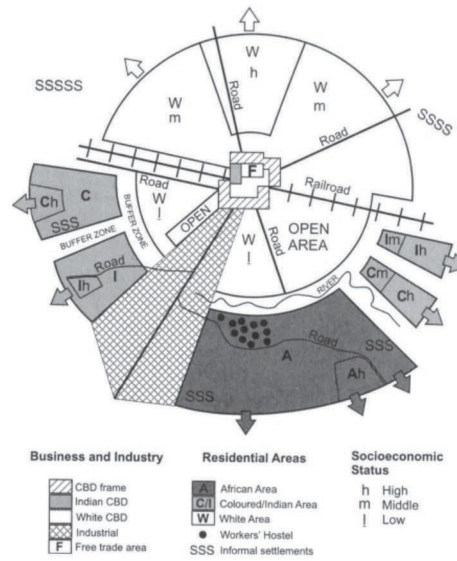 SSSSS
W
h
W
m
W
m
Road
Road
SSSS
F
Road
W
l
Railroad
OPEN
W
l
Road
OPEN
AREA
Ch
C
SSS
BUFFER ZONE
BUFFER ZONE
Road
Ih
I
Im
Ih
Cm
Ch
RIVER
Road
A
Ah
SSS
SSS
Business and Industry
CBD frame
Indian CBD
White CBD
Industrial
F
Free trade area
Residential Areas
A
African Area
C/I
Coloured/Indian Area
W
White Area
Workers' Hostel
SSS
Informal settlements
Socioeconomic
Status
h High
m Middle
l Low